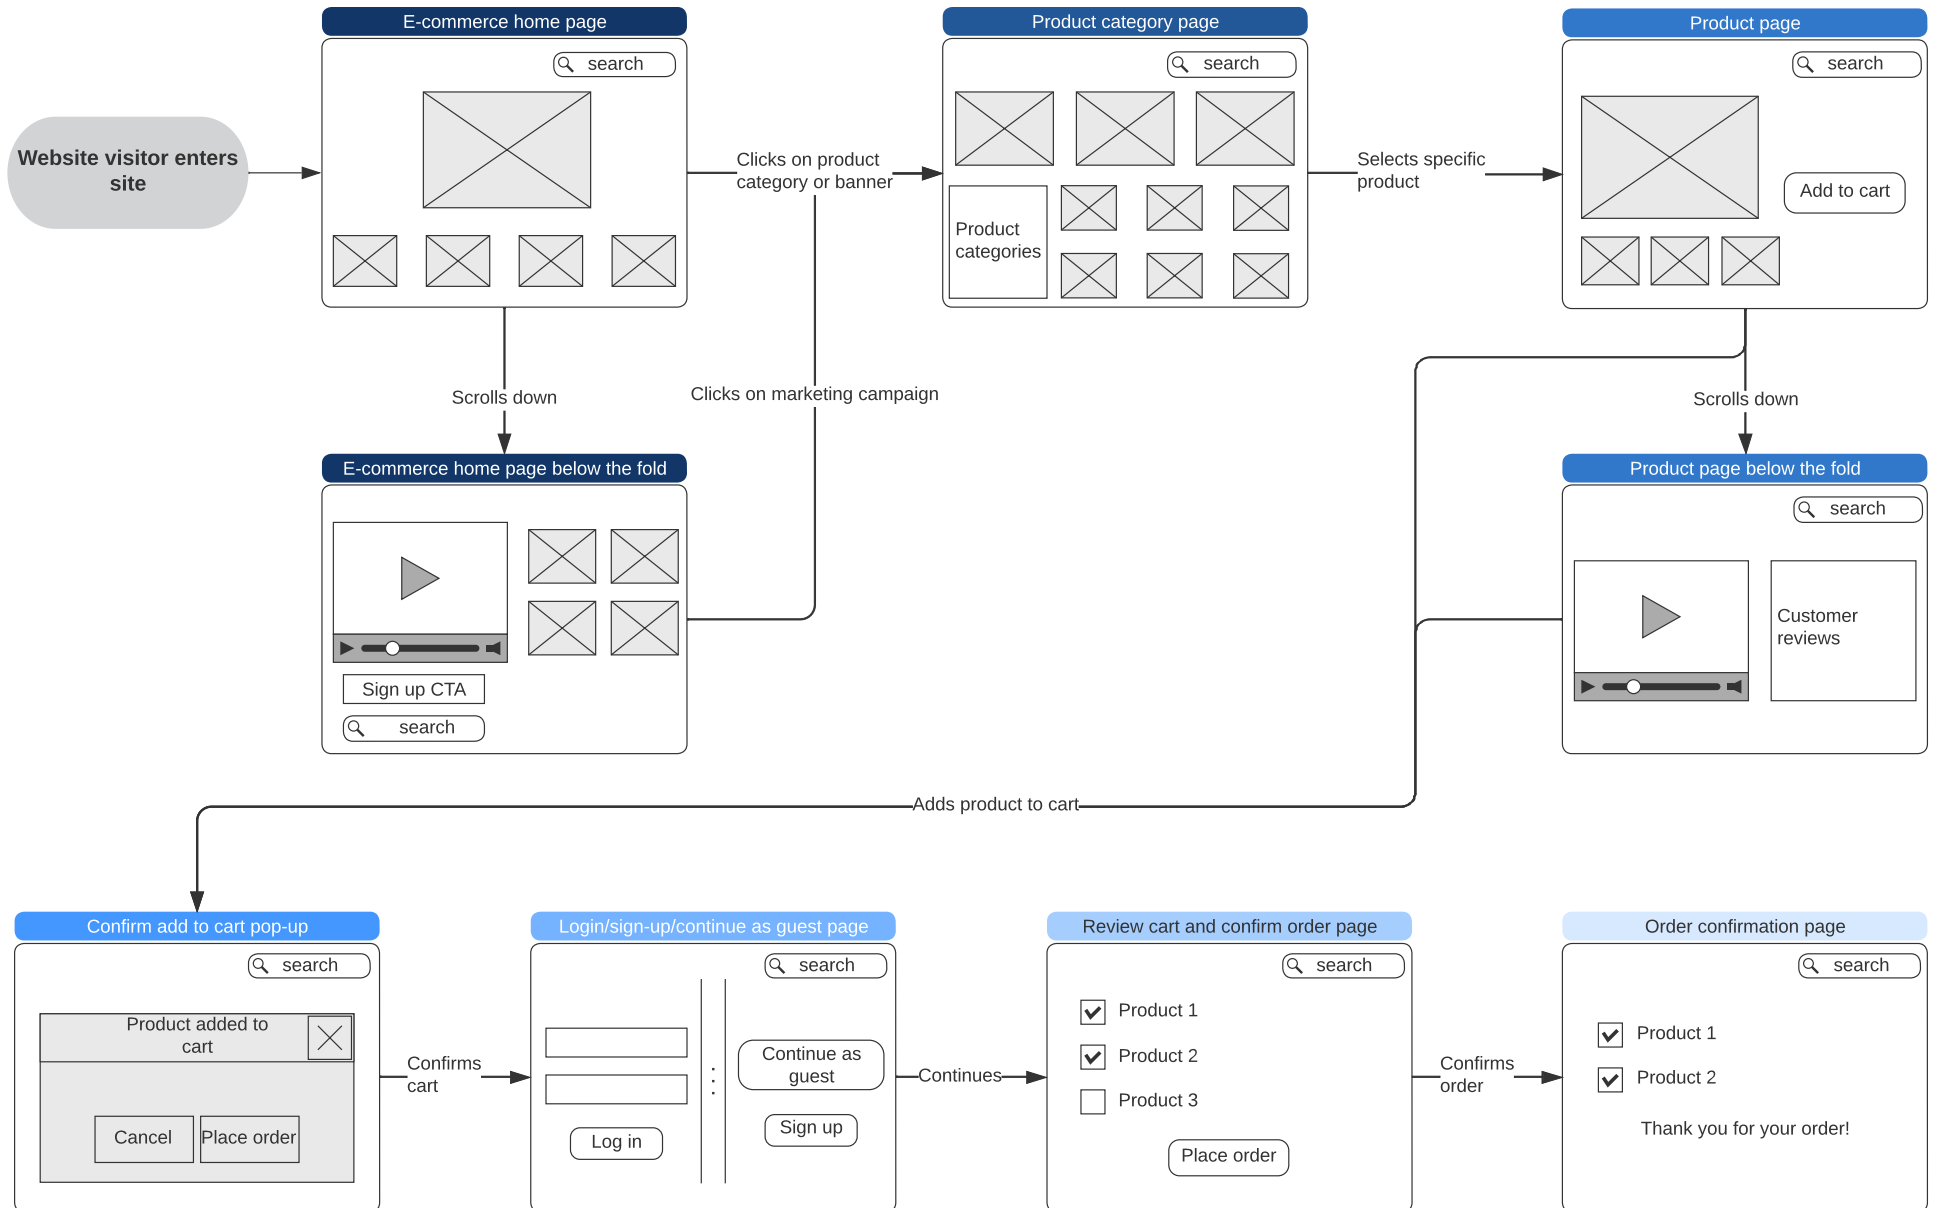 E-commerce home page
search
Website visitor enters
site
Clicks on product
category or banner
Product category page
search
Product
categories
Selects specific
product
Product page
search
Add to cart
Scrolls down
Clicks on marketing campaign
Scrolls down
E-commerce home page below the fold
Sign up CTA
search
Product page below the fold
search
Customer
reviews
Adds product to cart
Confirm add to cart pop-up
search
Product added to
cart
Cancel
Place order
Confirms
cart
Login/sign-up/continue as guest page
search
Log in
Continue as
guest
Sign up
Continues
Review cart and confirm order page
search
Product 1
Product 2
Product 3
Place order
Confirms
order
Order confirmation page
search
Product 1
Product 2
Thank you for your order!